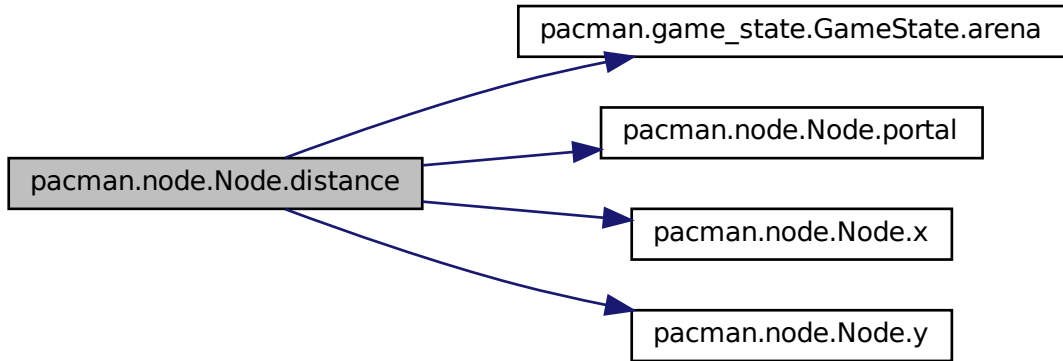 pacman.game_state.GameState.arena
pacman.node.Node.portal
pacman.node.Node.distance
pacman.node.Node.x
pacman.node.Node.y